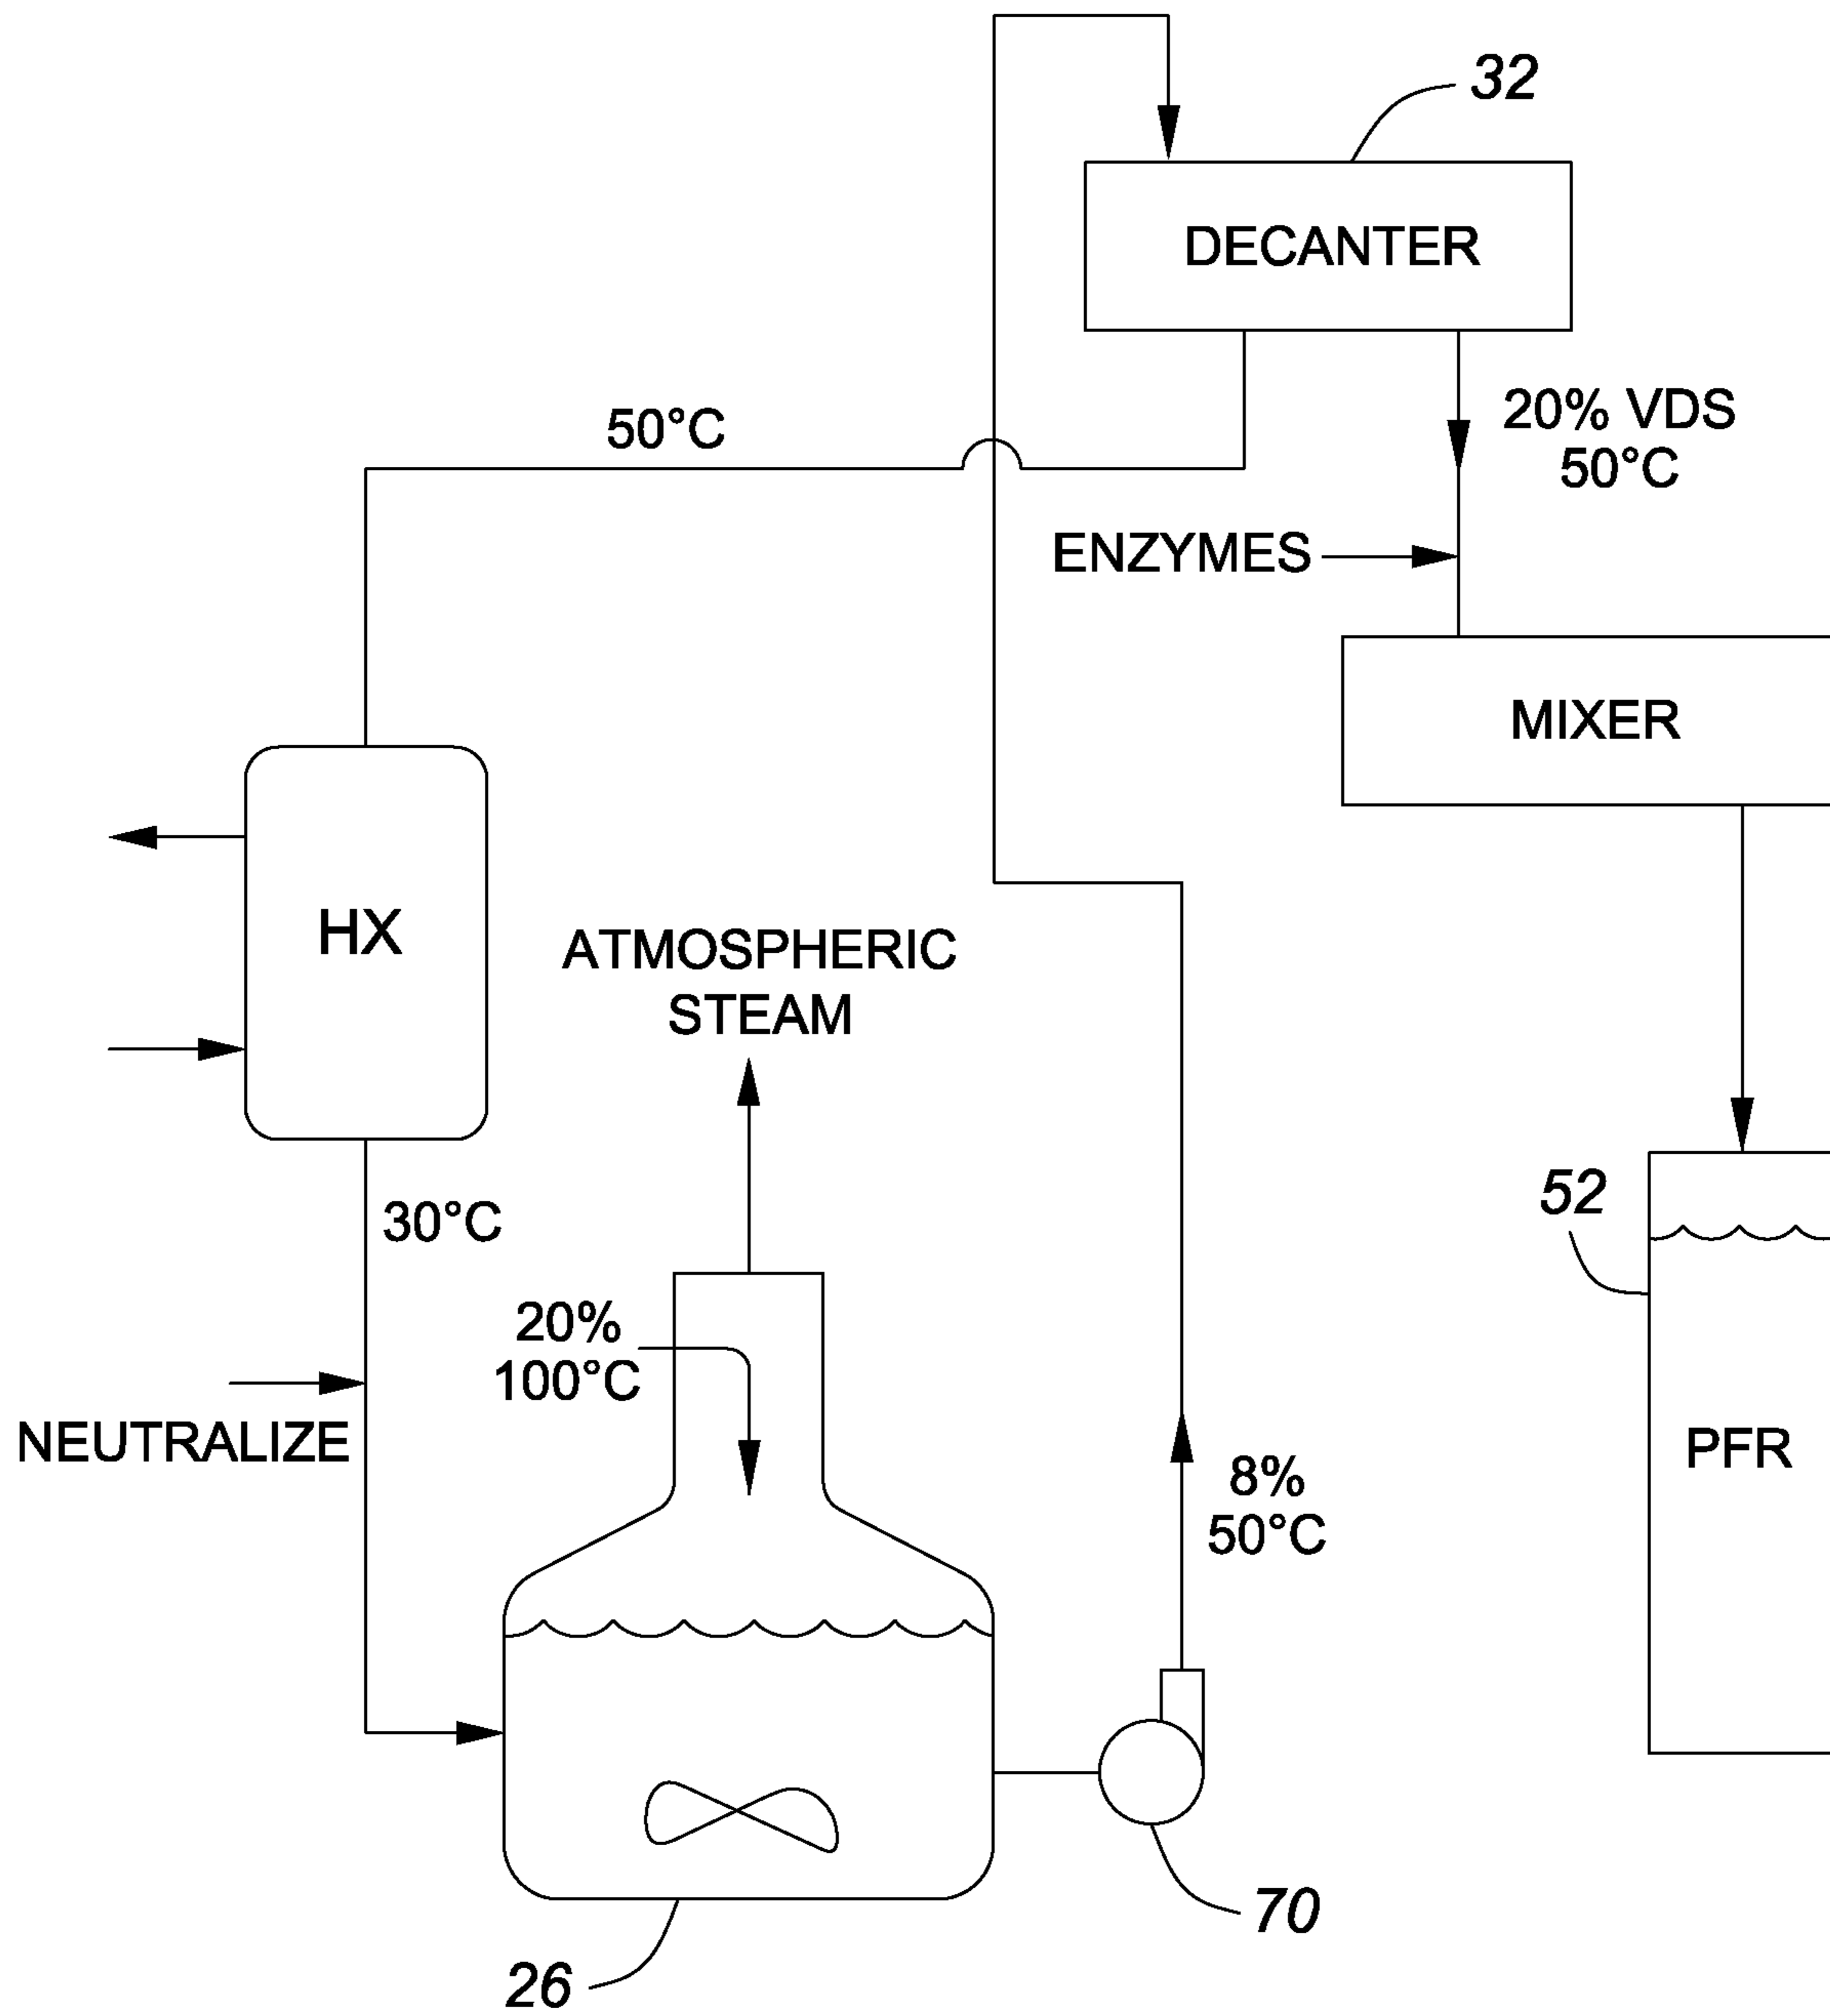 32
DECANTER
50°C
20% VDS
50°C
ENZYMES
MIXER
HX
ATMOSPHERIC
STEAM
52
30°C
20%
100°C
NEUTRALIZE
PFR
8%
50°C
70
26